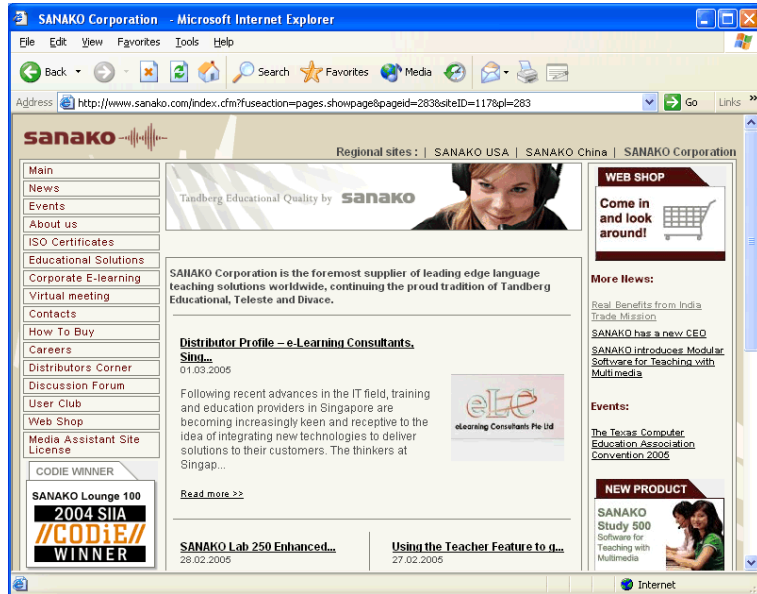 SANAKO Corporation - Microsoft Internet Explorer
File Edit View Favorites Tools Help
Back Search Favorites Media
Address http://www.sanako.com/index.cfm?fuseaction=pages.showpage&pageid=283&siteID=117&pl=283 Go Links »
sanako
Regional sites : | SANAKO USA | SANAKO China | SANAKO Corporation
Main
News
Events
About us
ISO Certificates
Educational Solutions
Corporate E-learning
Virtual meeting
Contacts
How To Buy
Careers
Distributors Corner
Discussion Forum
User Club
Web Shop
Media Assistant Site
License
CODIE WINNER
SANAKO Lounge 100
2004 SIIA
//CODiE//
WINNER
Tandberg Educational Quality by sanako
SANAKO Corporation is the foremost supplier of leading edge language
teaching solutions worldwide, continuing the proud tradition of Tandberg
Educational, Teleste and Divace.
Distributor Profile – e-Learning Consultants,
Sing...
01.03.2005
Following recent advances in the IT field, training
and education providers in Singapore are
becoming increasingly keen and receptive to the
idea of integrating new technologies to deliver
solutions to their customers. The thinkers at
Singap...
eLC
eLearning Consultants Pte Ltd
Read more >>
SANAKO Lab 250 Enhanced...
28.02.2005
Using the Teacher Feature to g...
27.02.2005
WEB SHOP
Come in
and look
around!
More News:
Real Benefits from India
Trade Mission
SANAKO has a new CEO
SANAKO introduces Modular
Software for Teaching with
Multimedia
Events:
The Texas Computer
Education Association
Convention 2005
NEW PRODUCT
SANAKO
Study 500
Software for
Teaching with
Multimedia
Internet